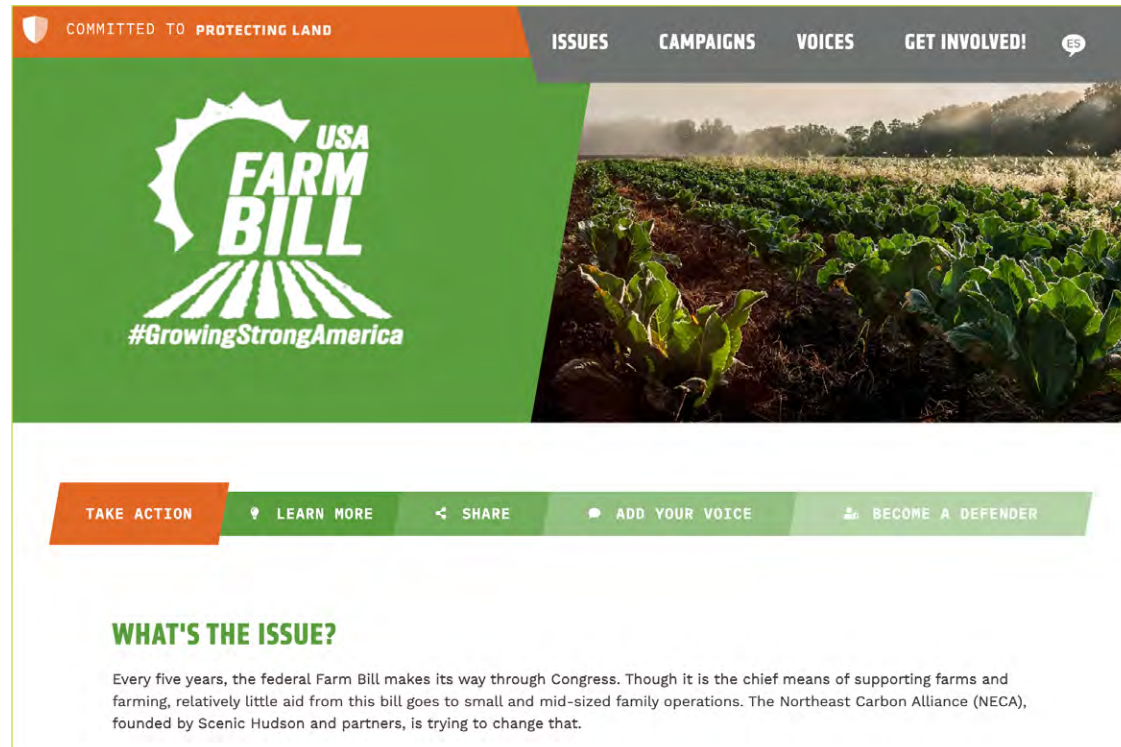 COMMITTED TO PROTECTING LAND
ISSUES CAMPAIGNS VOICES GET INVOLVED! ES
USA
FARM
BILL
#GrowingStrongAmerica
TAKE ACTION LEARN MORE SHARE ADD YOUR VOICE BECOME A DEFENDER
WHAT'S THE ISSUE?
Every five years, the federal Farm Bill makes its way through Congress. Though it is the chief means of supporting farms and
farming, relatively little aid from this bill goes to small and mid-sized family operations. The Northeast Carbon Alliance (NECA),
founded by Scenic Hudson and partners, is trying to change that.